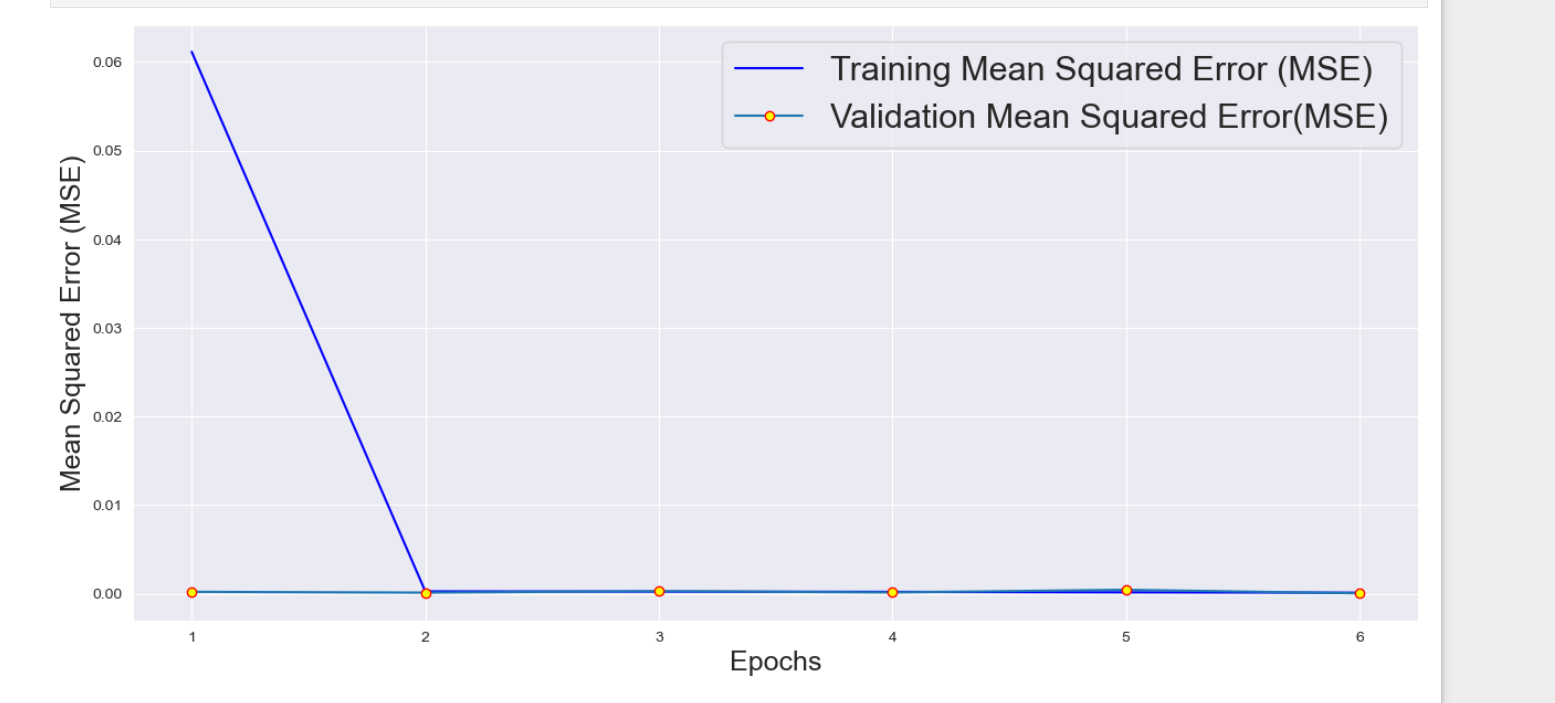 Training Mean Squared Error (MSE)
Validation Mean Squared Error(MSE)
Mean Squared Error (MSE)
0.06
0.05
0.04
0.03
0.02
0.01
0.00
1 2 3 4 5 6
Epochs